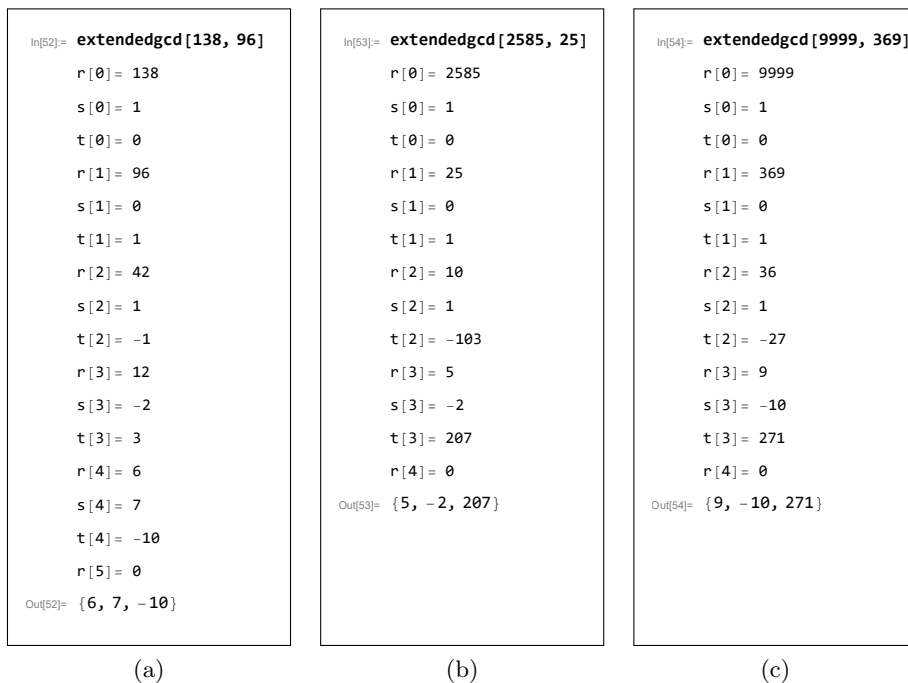 In[52]:= extendedgcd[138, 96]
r[0]= 138
s[0]= 1
t[0]= 0
r[1]= 96
s[1]= 0
t[1]= 1
r[2]= 42
s[2]= 1
t[2]= -1
r[3]= 12
s[3]= -2
t[3]= 3
r[4]= 6
s[4]= 7
t[4]= -10
r[5]= 0
Out[52]= {6, 7, -10}
(a)
In[53]:= extendedgcd[2585, 25]
r[0]= 2585
s[0]= 1
t[0]= 0
r[1]= 25
s[1]= 0
t[1]= 1
r[2]= 10
s[2]= 1
t[2]= -103
r[3]= 5
s[3]= -2
t[3]= 207
r[4]= 0
Out[53]= {5, -2, 207}
(b)
In[54]:= extendedgcd[9999, 369]
r[0]= 9999
s[0]= 1
t[0]= 0
r[1]= 369
s[1]= 0
t[1]= 1
r[2]= 36
s[2]= 1
t[2]= -27
r[3]= 9
s[3]= -10
t[3]= 271
r[4]= 0
Out[54]= {9, -10, 271}
(c)